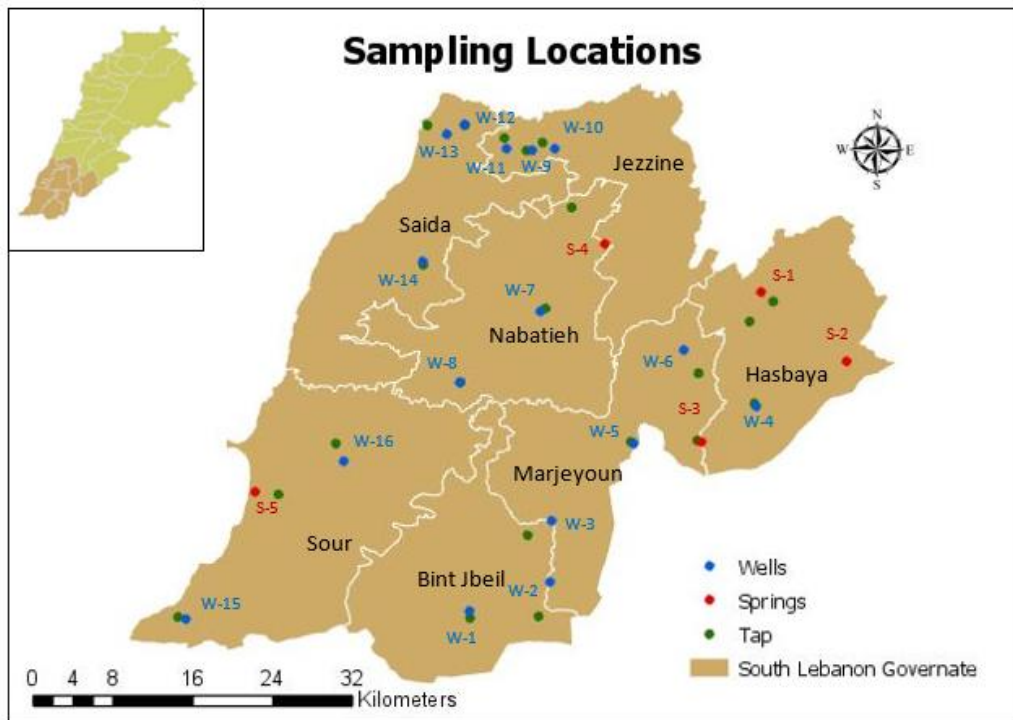 Sampling Locations
N
W E
S
W-12
W-10
W-13
W-11
W-9
Jezzine
Saida
S-4
W-14
S-1
W-7
Nabatieh
S-2
W-6
W-8
Hasbaya
W-4
S-3
W-5
W-16
Marjeyoun
S-5
W-3
Sour
Bint Jbeil
W-2
W-15
W-1
Wells
Springs
Tap
South Lebanon Governate
0 4 8 16 24 32
Kilometers